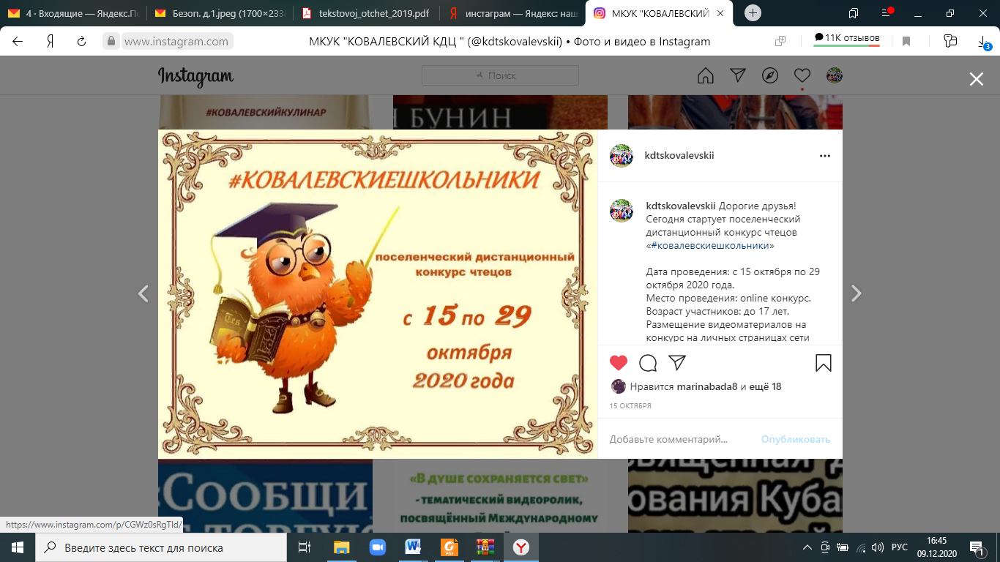 4 · Входящие — Яндекс.По
Безоп. д.1.jpeg (1700×233
tekstovoj_otchet_2019.pdf
инстаграм — Яндекс: наш
МКУК "КОВАЛЕВСКИЙ
www.instagram.com
МКУК "КОВАЛЕВСКИЙ КДЦ " (@kdtskovalevskii) • Фото и видео в Instagram
11К отзывов
3
Instagram
Поиск
#КОВАЛЕВСКИЙКУЛИНАР
БУНИН
#КОВАЛЕВСКИЕШКОЛЬНИКИ
поселенческий дистанционный
конкурс чтецов
с 15 по 29
октября
2020 года
kdtskovalevskii
kdtskovalevskii Дорогие друзья!
Сегодня стартует поселенческий
дистанционный конкурс чтецов
«#ковалевскиешкольники»
Дата проведения: с 15 октября по 29
октября 2020 года.
Место проведения: online конкурс.
Возраст участников: до 17 лет.
Размещение видеоматериалов на
конкурс на личных страницах сети
Нравится marinabada8 и ещё 18
15 ОКТЯБРЯ
Добавьте комментарий...
Опубликовать
«СООБЩИ
«В ДУШЕ СОХРАНЯЕТСЯ СВЕТ»
- ТЕМАТИЧЕСКИЙ ВИДЕОРОЛИК,
ПОСВЯЩЁННЫЙ МЕЖДУНАРОДНОМУ
ования Куба
https://www.instagram.com/p/CGWz0sRgTld/
Введите здесь текст для поиска
РУС
16:45
09.12.2020
1